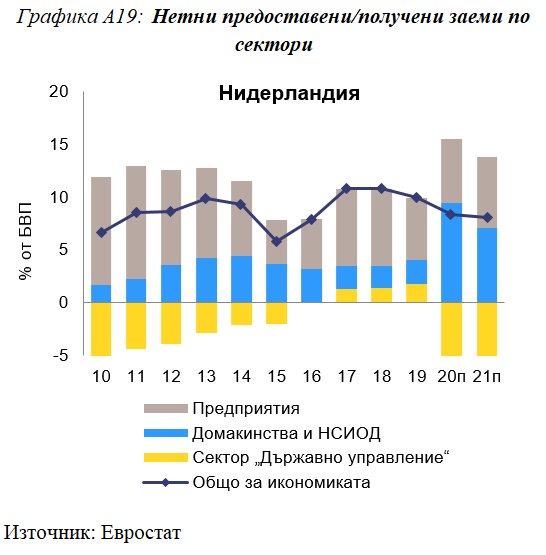 Графика A19: Нетни предоставени/получени заеми по
сектори
Нидерландия
% от БВП
20
15
10
5
0
-5
10 11 12 13 14 15 16 17 18 19 20п 21п
Предприятия
Домакинства и НСИОД
Сектор „Държавно управление“
Общо за икономиката
Източник: Евростат